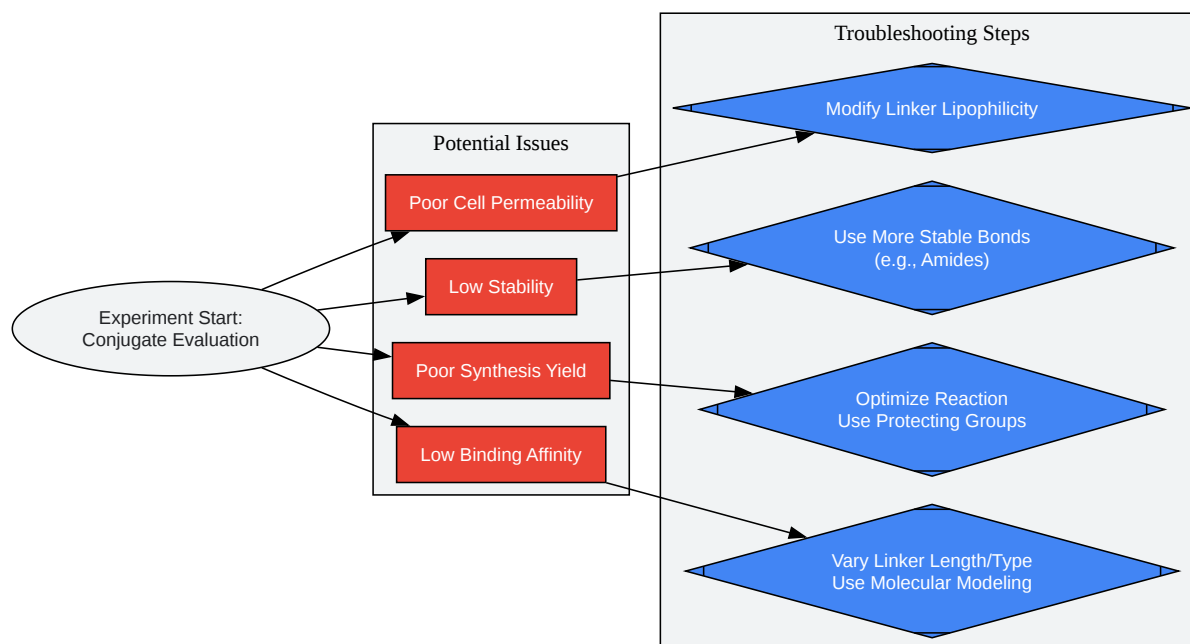 Experiment Start:
Conjugate Evaluation
Potential Issues
Poor Cell Permeability
Low Stability
Poor Synthesis Yield
Low Binding Affinity
Troubleshooting Steps
Modify Linker Lipophilicity
Use More Stable Bonds
(e.g., Amides)
Optimize Reaction
Use Protecting Groups
Vary Linker Length/Type
Use Molecular Modeling